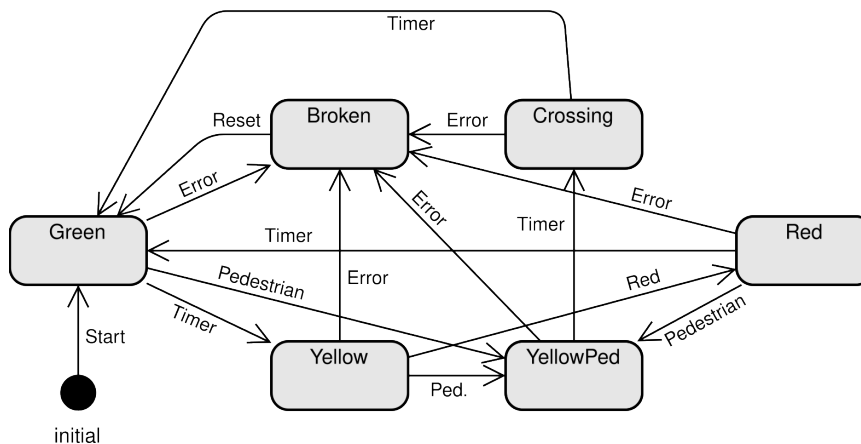 Timer
Broken
Crossing
Reset
Error
Error
Error
Error
Green
Red
Timer
Timer
Pedestrian
Error
Red
Timer
Pedestrian
Start
Yellow
YellowPed
Ped.
initial